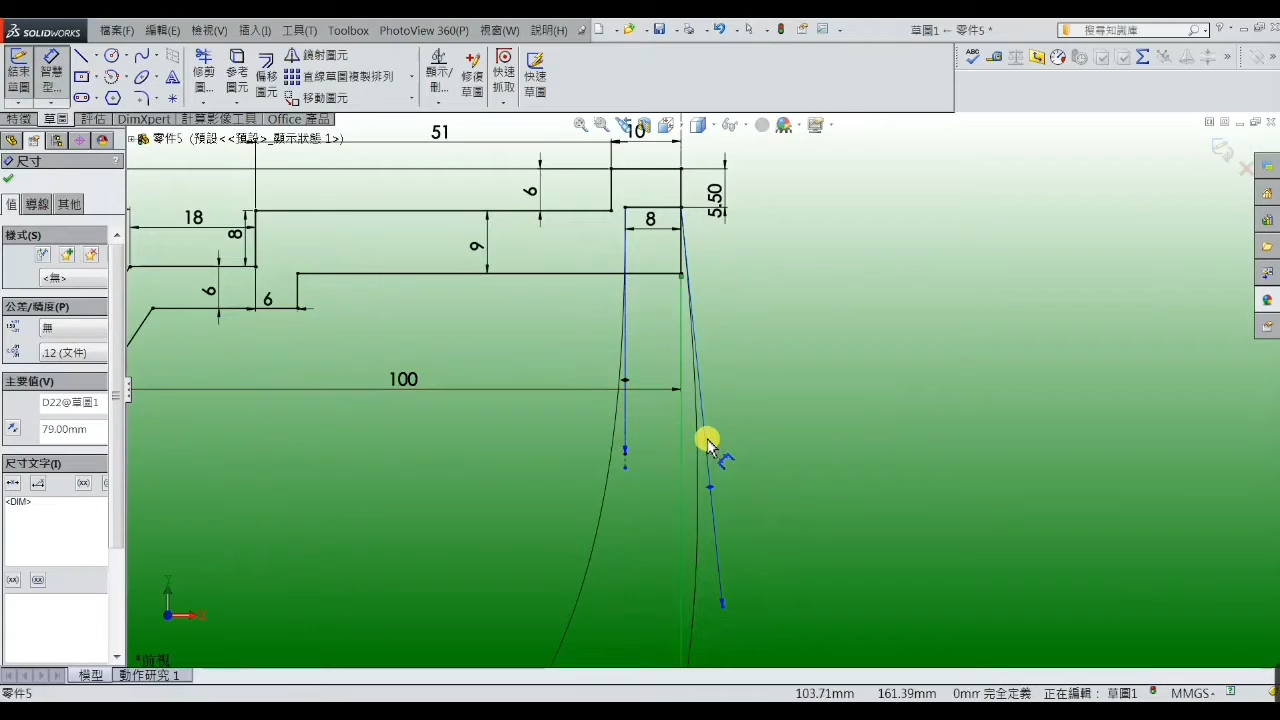 SOLIDWORKS 檔案(F) 編輯(E) 檢視(V) 插入(I) 工具(T) Toolbox PhotoView 360(P) 視窗(W) 說明(H) 草圖1 ← 零件5 * 搜尋知識庫
結束草圖 智慧型... 修剪圖... 參考圖元 偏移圖元 鏡射圖元 直線草圖複製排列 移動圖元 顯示/刪... 修復草圖 快速抓取 快速草圖
特徵 草圖 評估 DimXpert 計算影像工具 Office 產品
零件5 (預設<<預設>_顯示狀態 1>)
尺寸 ?
值 導線 其他
樣式(S)
<無>
公差/精度(P)
無
.12 (文件)
主要值(V)
D22@草圖1
79.00mm
尺寸文字(I)
<DIM>
51 10
6
5.50
18
8
8
9
6
6
100
Y
X
*前視
模型 動作研究 1
零件5 103.71mm 161.39mm 0mm 完全定義 正在編輯： 草圖1 MMGS